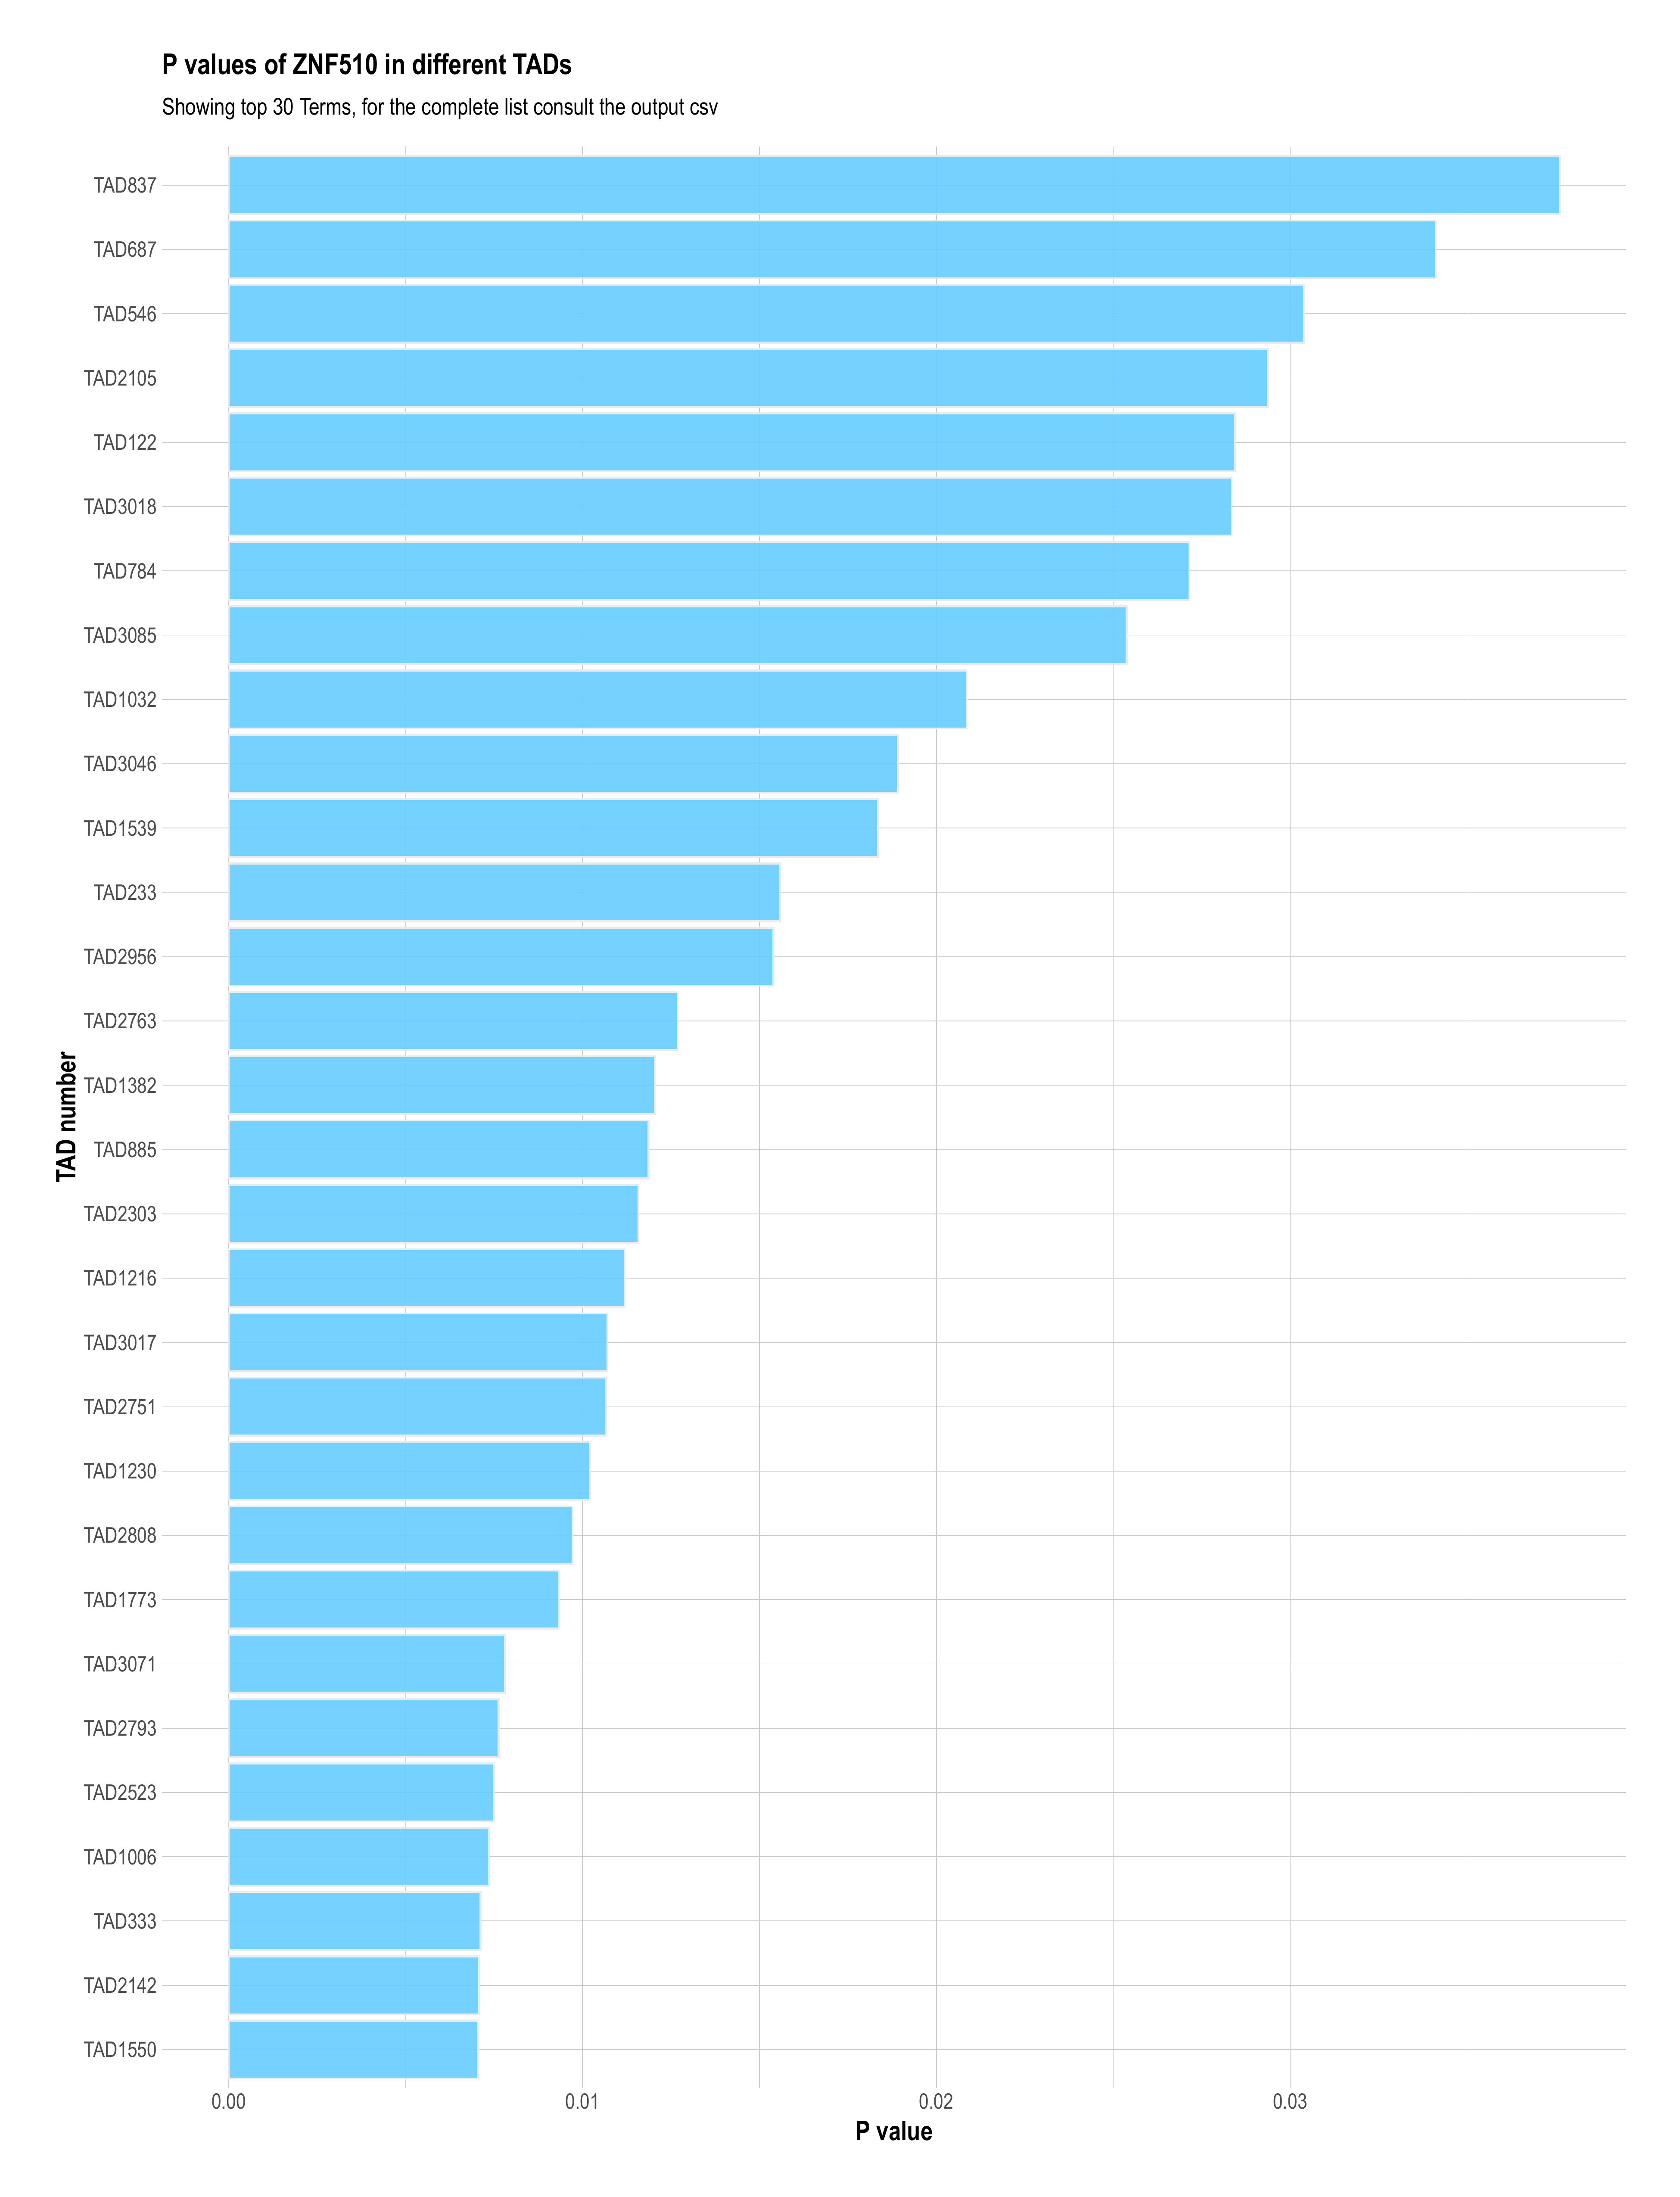 P values of ZNF510 in different TADs
Showing top 30 Terms, for the complete list consult the output csv
TAD837
TAD687
TAD546
TAD2105
TAD122
TAD3018
TAD784
TAD3085
TAD1032
TAD3046
TAD1539
TAD233
TAD2956
TAD2763
TAD1382
TAD885
TAD2303
TAD1216
TAD3017
TAD2751
TAD1230
TAD2808
TAD1773
TAD3071
TAD2793
TAD2523
TAD1006
TAD333
TAD2142
TAD1550
TAD number
0.00 0.01 0.02 0.03
P value